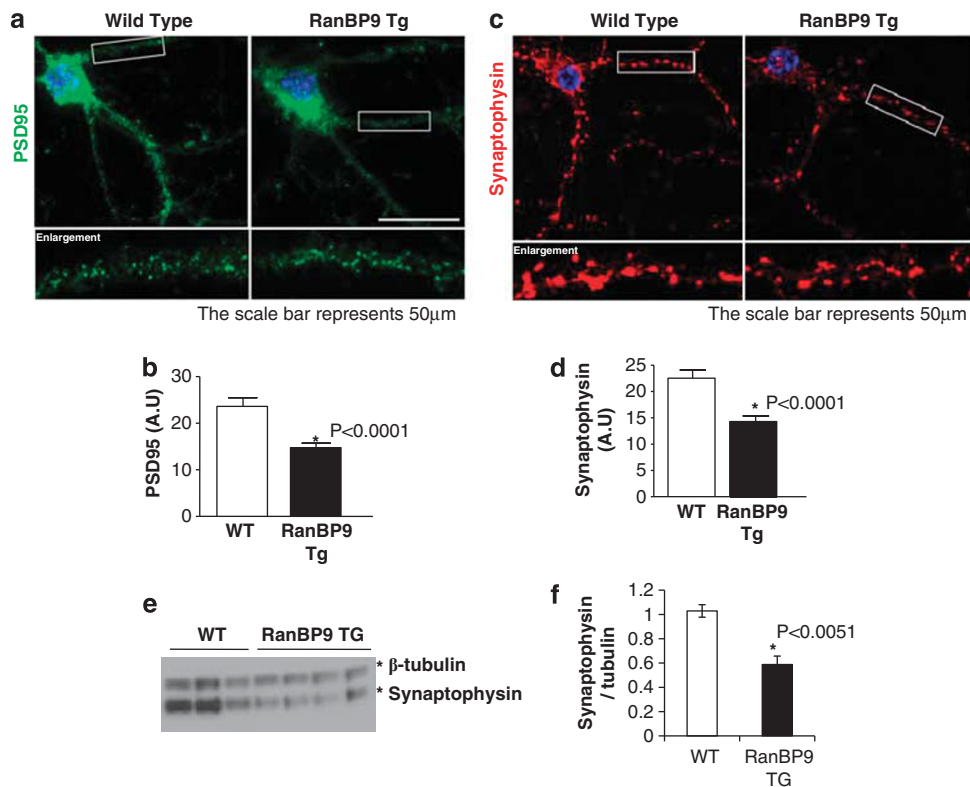 a
Wild Type
RanBP9 Tg
PSD95
Enlargement
The scale bar represents 50μm
c
Wild Type
RanBP9 Tg
Synaptophysin
Enlargement
The scale bar represents 50μm
b
PSD95 (A.U)
30
20
10
0
* P<0.0001
WT
RanBP9
Tg
d
Synaptophysin
(A.U)
25
20
15
10
5
0
* P<0.0001
WT
RanBP9
Tg
e
WT
RanBP9 TG
* β-tubulin
* Synaptophysin
f
Synaptophysin
/ tubulin
1.2
1
0.8
0.6
0.4
0.2
0
P<0.0051
*
WT
RanBP9
TG